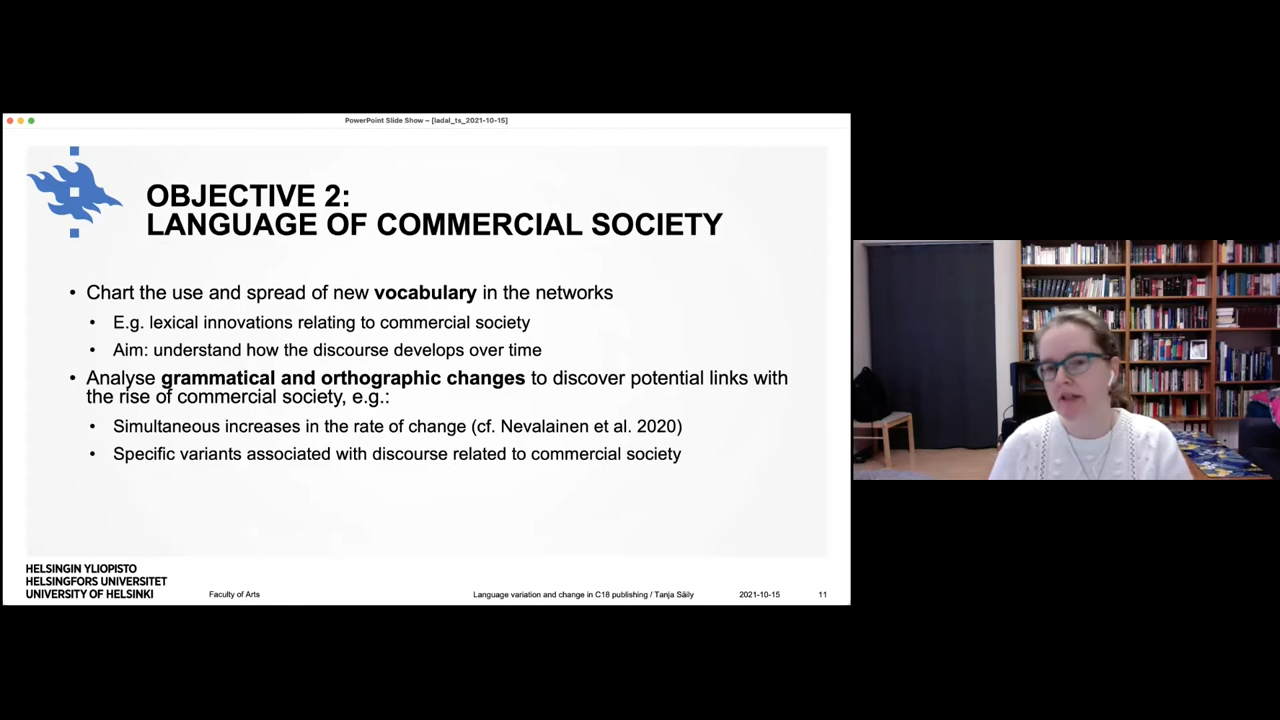 PowerPoint Slide Show – [ladal_ts_2021-10-15]
OBJECTIVE 2:
LANGUAGE OF COMMERCIAL SOCIETY
• Chart the use and spread of new vocabulary in the networks
• E.g. lexical innovations relating to commercial society
• Aim: understand how the discourse develops over time
• Analyse grammatical and orthographic changes to discover potential links with
the rise of commercial society, e.g.:
• Simultaneous increases in the rate of change (cf. Nevalainen et al. 2020)
• Specific variants associated with discourse related to commercial society
HELSINGIN YLIOPISTO
HELSINGFORS UNIVERSITET
UNIVERSITY OF HELSINKI
Faculty of Arts
Language variation and change in C18 publishing / Tanja Säily
2021-10-15
11